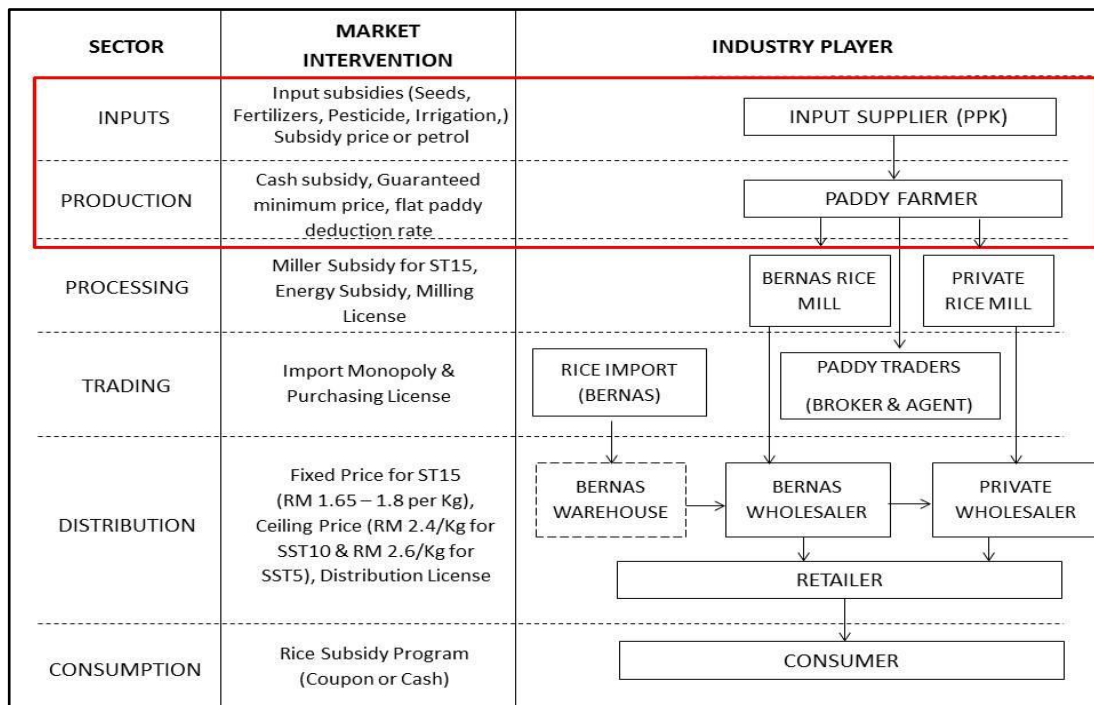 SECTOR
MARKET
INTERVENTION
INDUSTRY PLAYER
INPUTS
Input subsidies (Seeds,
Fertilizers, Pesticide, Irrigation,)
Subsidy price or petrol
INPUT SUPPLIER (PPK)
PRODUCTION
Cash subsidy, Guaranteed
minimum price, flat paddy
deduction rate
PADDY FARMER
PROCESSING
Miller Subsidy for ST15,
Energy Subsidy, Milling
License
BERNAS RICE
MILL
PRIVATE
RICE MILL
TRADING
Import Monopoly &
Purchasing License
RICE IMPORT
(BERNAS)
PADDY TRADERS
(BROKER & AGENT)
DISTRIBUTION
Fixed Price for ST15
(RM 1.65 – 1.8 per Kg),
Ceiling Price (RM 2.4/Kg for
SST10 & RM 2.6/Kg for
SST5), Distribution License
BERNAS
WAREHOUSE
BERNAS
WHOLESALER
PRIVATE
WHOLESALER
RETAILER
CONSUMPTION
Rice Subsidy Program
(Coupon or Cash)
CONSUMER